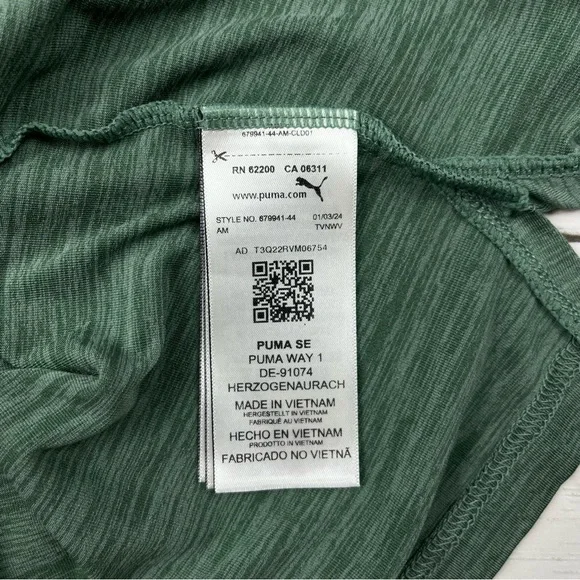 679941-44-AM-CLD01
RN 62200 CA 06311
www.puma.com
STYLE NO. 679941-44 01/03/24
AM TVNWV
AD T3Q22RVM06754
PUMA SE
PUMA WAY 1
DE-91074
HERZOGENAURACH
MADE IN VIETNAM
HERGESTELLT IN VIETNAM
FABRIQUÉ AU VIETNAM
HECHO EN VIETNAM
PRODOTTO IN VIETNAM
FABRICADO NO VIETNÃ